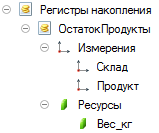 Регистры накопления
ОстатокПродукты
Измерения
Склад
Продукт
Ресурсы
Вес_кг